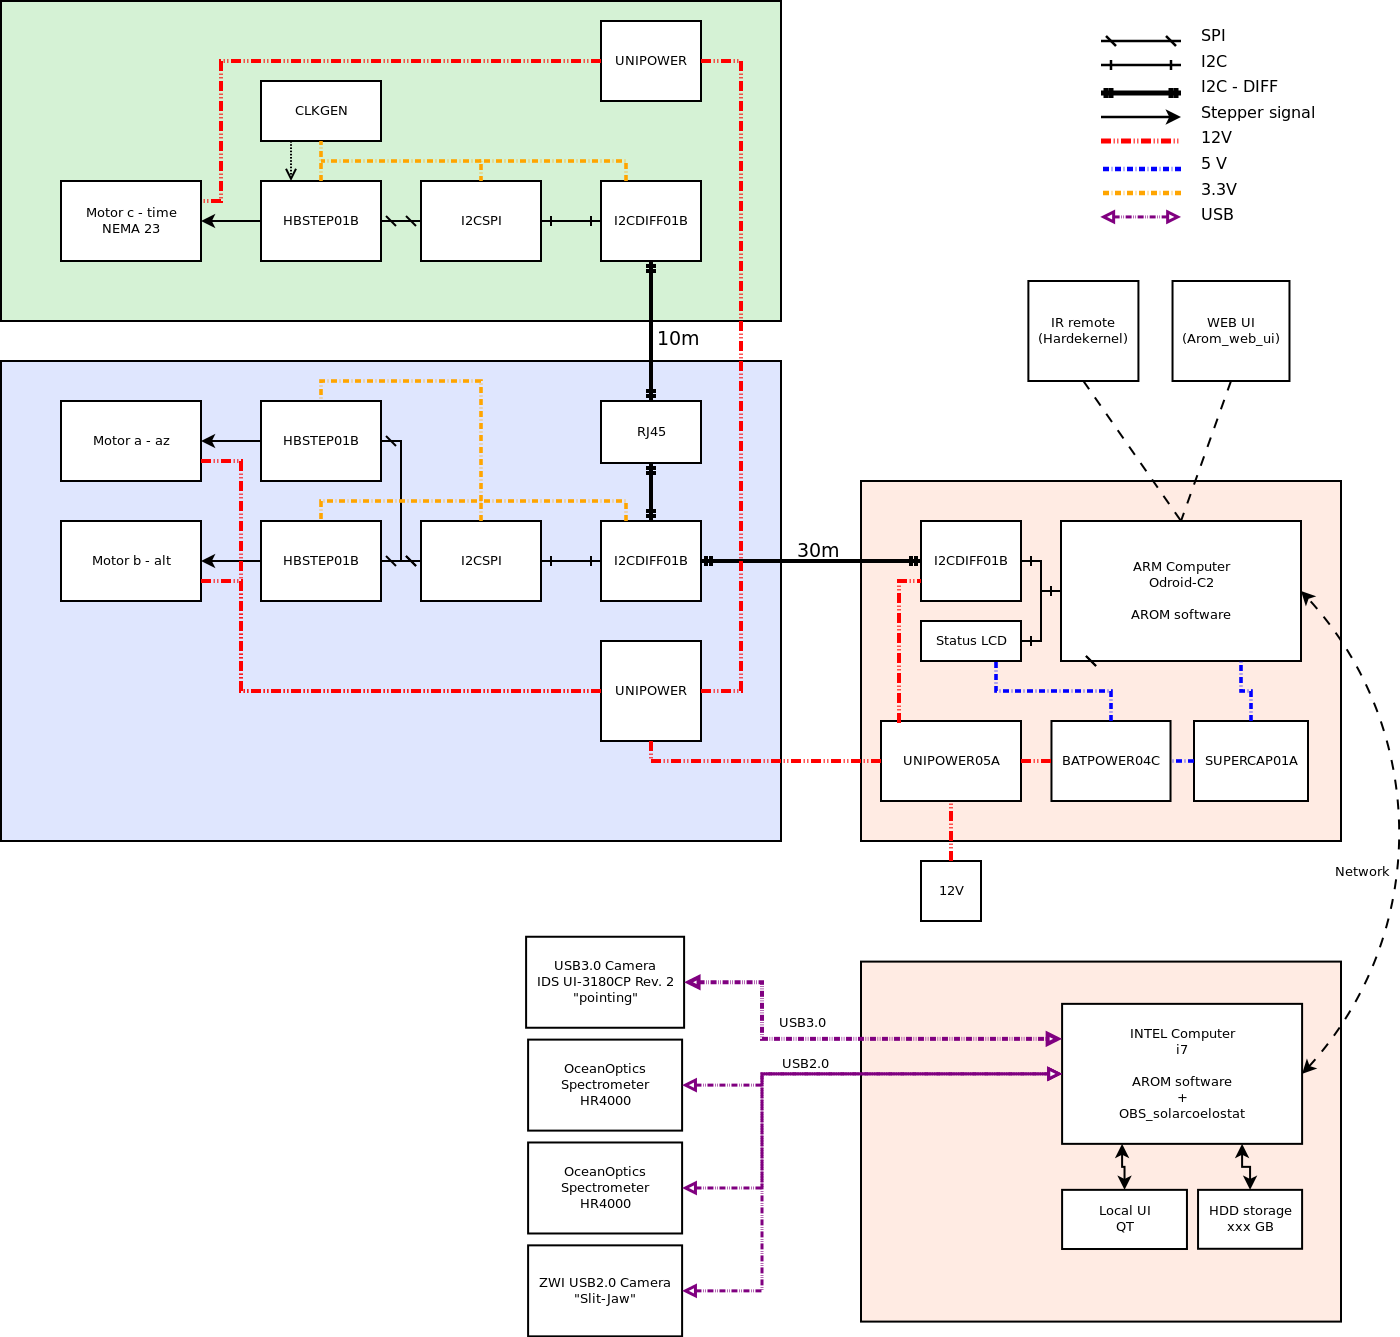 UNIPOWER
CLKGEN
Motor c - time
NEMA 23
HBSTEP01B
I2CSPI
I2CDIFF01B
SPI
I2C
I2C - DIFF
Stepper signal
12V
5 V
3.3V
USB
10m
IR remote
(Hardekernel)
WEB UI
(Arom_web_ui)
Motor a - az
HBSTEP01B
RJ45
Motor b - alt
HBSTEP01B
I2CSPI
I2CDIFF01B
30m
UNIPOWER
I2CDIFF01B
Status LCD
ARM Computer
Odroid-C2
AROM software
UNIPOWER05A
BATPOWER04C
SUPERCAP01A
12V
Network
USB3.0 Camera
IDS UI-3180CP Rev. 2
"pointing"
OceanOptics
Spectrometer
HR4000
OceanOptics
Spectrometer
HR4000
ZWI USB2.0 Camera
"Slit-Jaw"
USB3.0
USB2.0
INTEL Computer
i7
AROM software
+
OBS_solarcoelostat
Local UI
QT
HDD storage
xxx GB